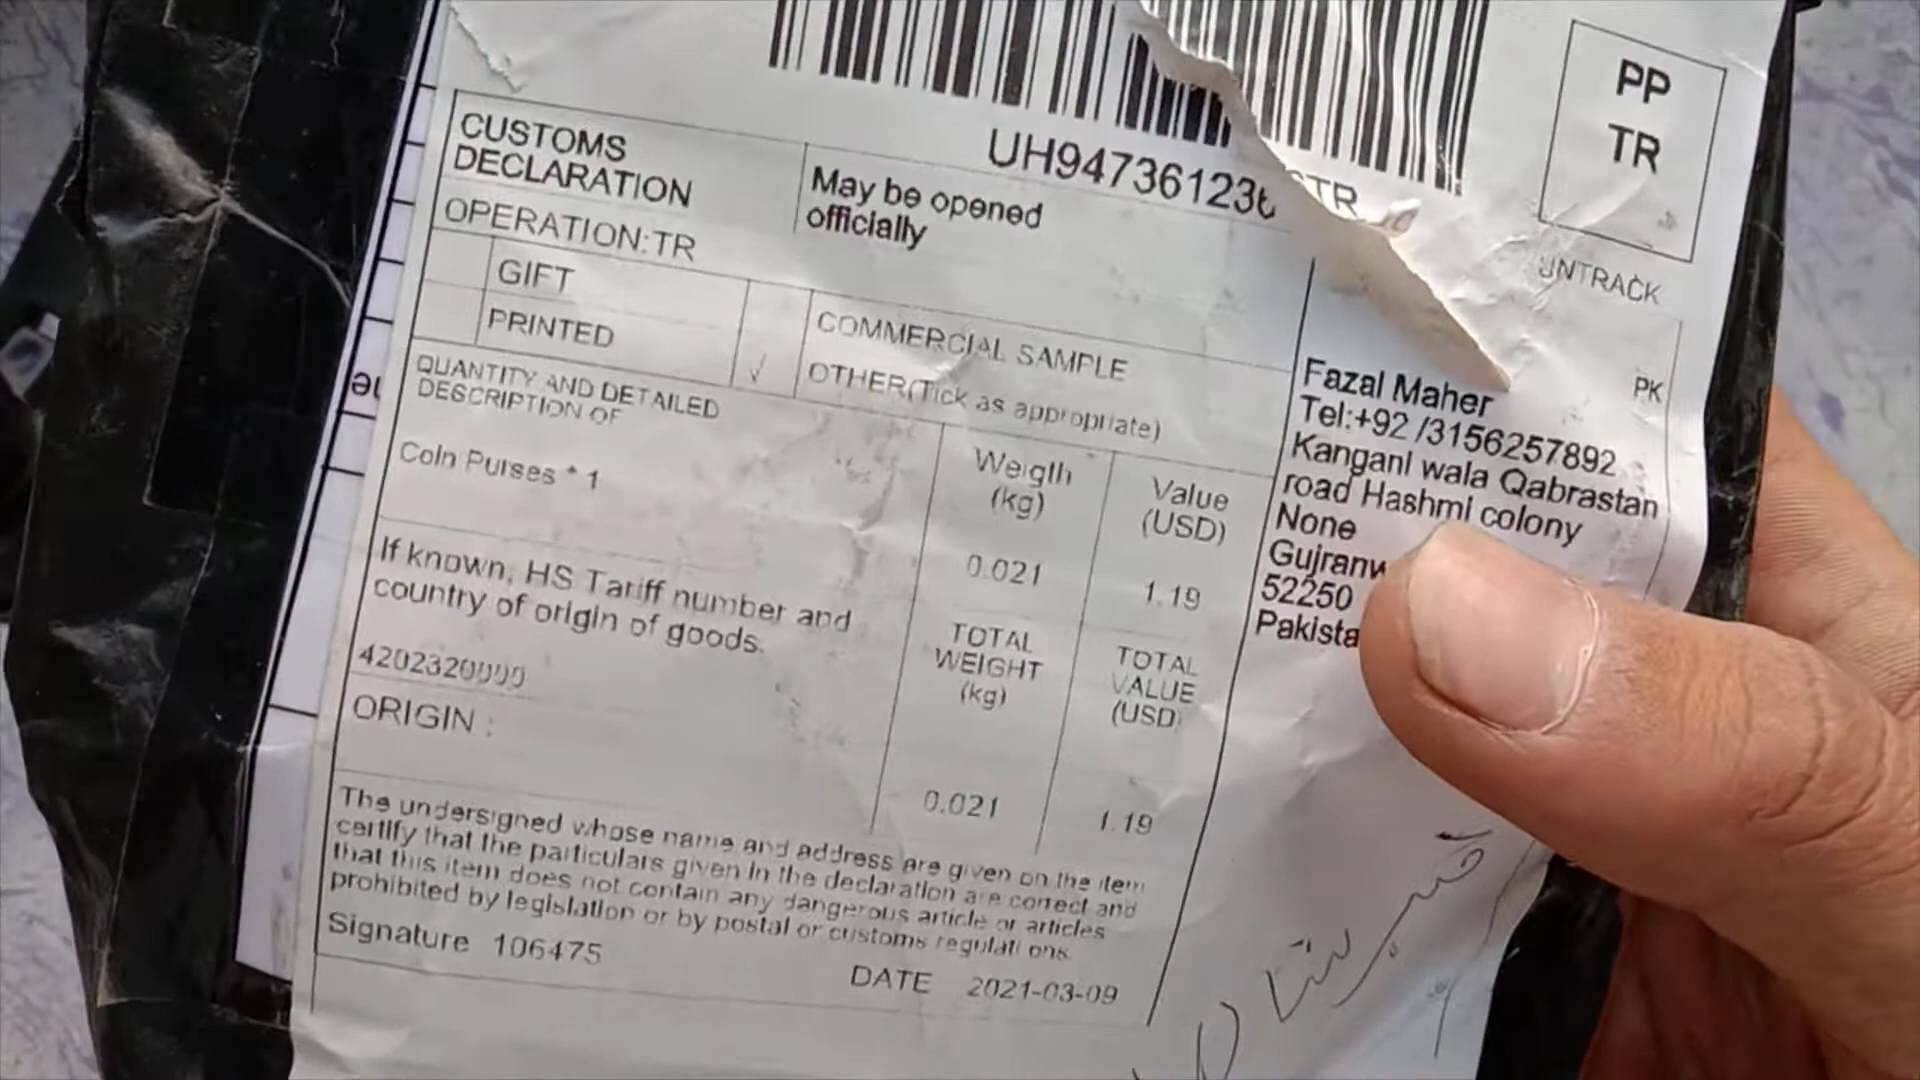 PP
TR
UH94736123
TR
UNTRACK
CUSTOMS
DECLARATION
May be opened
officially
OPERATION:TR
GIFT
PRINTED
COMMERCIAL SAMPLE
√ OTHER(Tick as appropriate)
QUANTITY AND DETAILED
DESCRIPTION OF
Weigth
(kg)
Value
(USD)
Coin Purses * 1
0.021
1.19
If known, HS Tariff number and
country of origin of goods.
4202320000
TOTAL
WEIGHT
(kg)
TOTAL
VALUE
(USD)
ORIGIN :
0.021
1.19
The undersigned whose name and address are given on the item
certify that the particulars given in the declaration are correct and
that this item does not contain any dangerous article or articles
prohibited by legislation or by postal or customs regulations
Signature 106475
DATE 2021-03-09
PK
Fazal Maher
Tel:+92 /3156257892
Kangani wala Qabrastan
road Hashmi colony
None
Gujranw
52250
Pakista